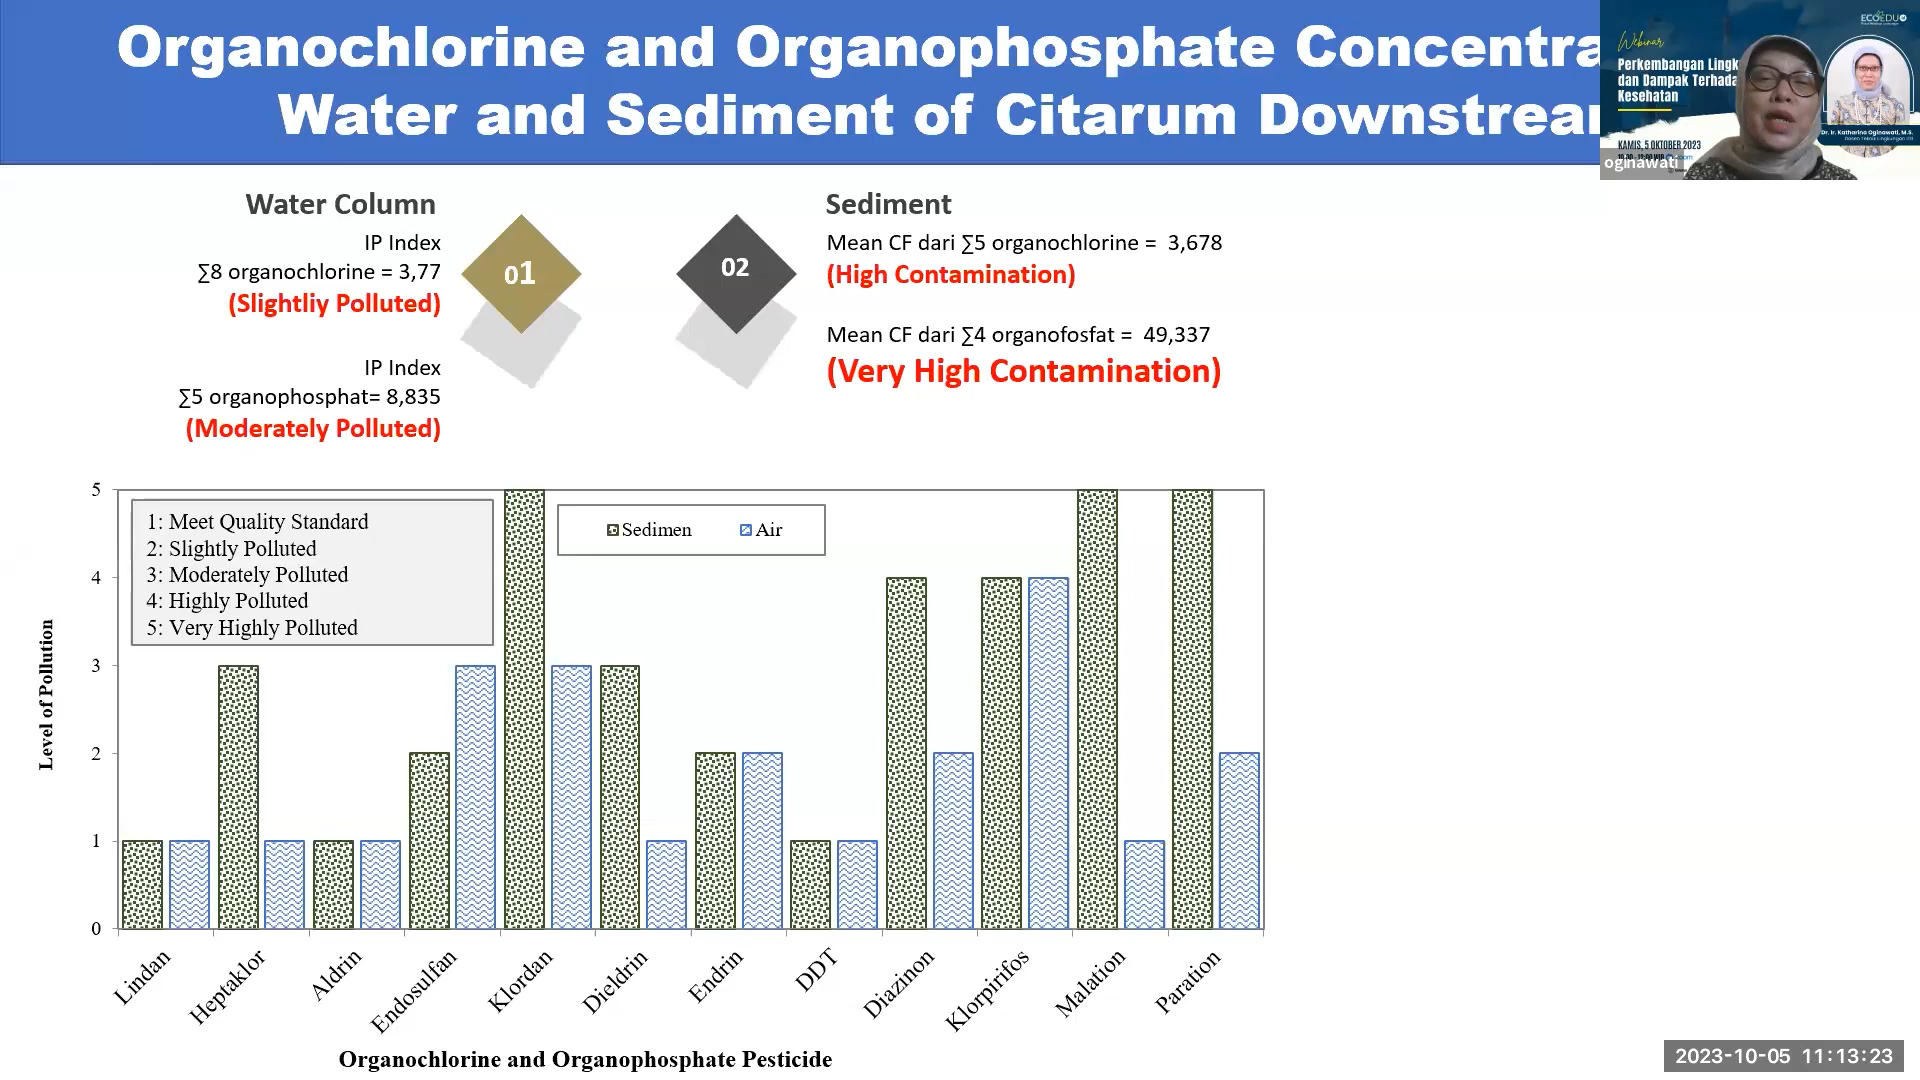 Organochlorine and Organophosphate
Water and Sediment of Citarum
ECOEDU
Webinar
Perkembangan
dan Dampak
Kesehatan
KAMIS, 5 OKTOBER 2023
Dr. Ir. Katharina Oginawati, M.S.
oginawati
Water Column
IP Index
∑8 organochlorine = 3,77
(Slightliy Polluted)
IP Index
∑5 organophosphat= 8,835
(Moderately Polluted)
01
02
Sediment
Mean CF dari ∑5 organochlorine = 3,678
(High Contamination)
Mean CF dari ∑4 organofosfat = 49,337
(Very High Contamination)
1: Meet Quality Standard
2: Slightly Polluted
3: Moderately Polluted
4: Highly Polluted
5: Very Highly Polluted
Sedimen Air
Level of Pollution
5
4
3
2
1
0
Lindan
Heptaklor
Aldrin
Endosulfan
Klordan
Dieldrin
Endrin
DDT
Diazinon
Klorpirifos
Malation
Paration
Organochlorine and Organophosphate Pesticide
2023-10-05 11:13:23